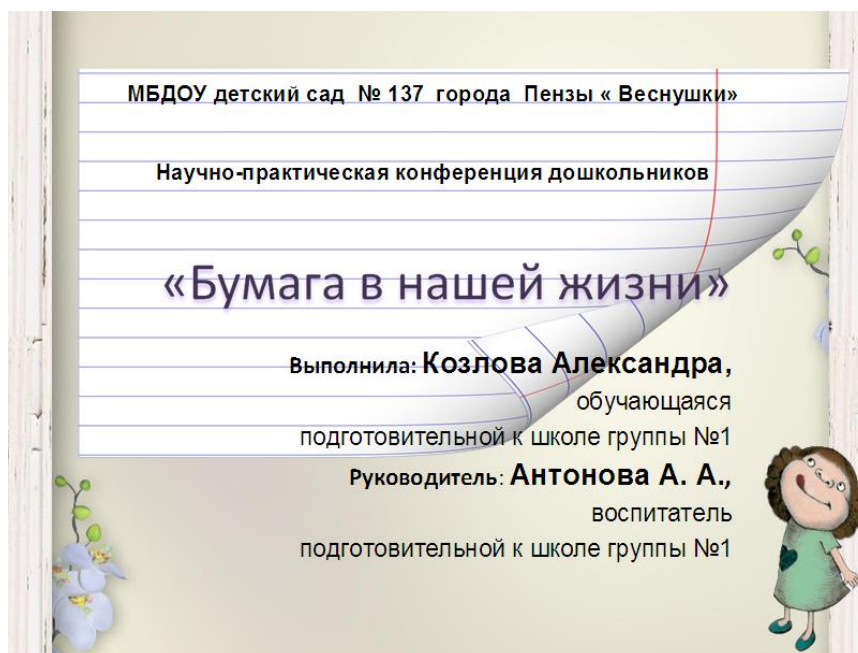 МБДОУ детский сад № 137 города Пензы « Веснушки»
Научно-практическая конференция дошкольников
«Бумага в нашей жизни»
Выполнила: Козлова Александра,
обучающаяся
подготовительной к школе группы №1
Руководитель: Антонова А. А.,
воспитатель
подготовительной к школе группы №1